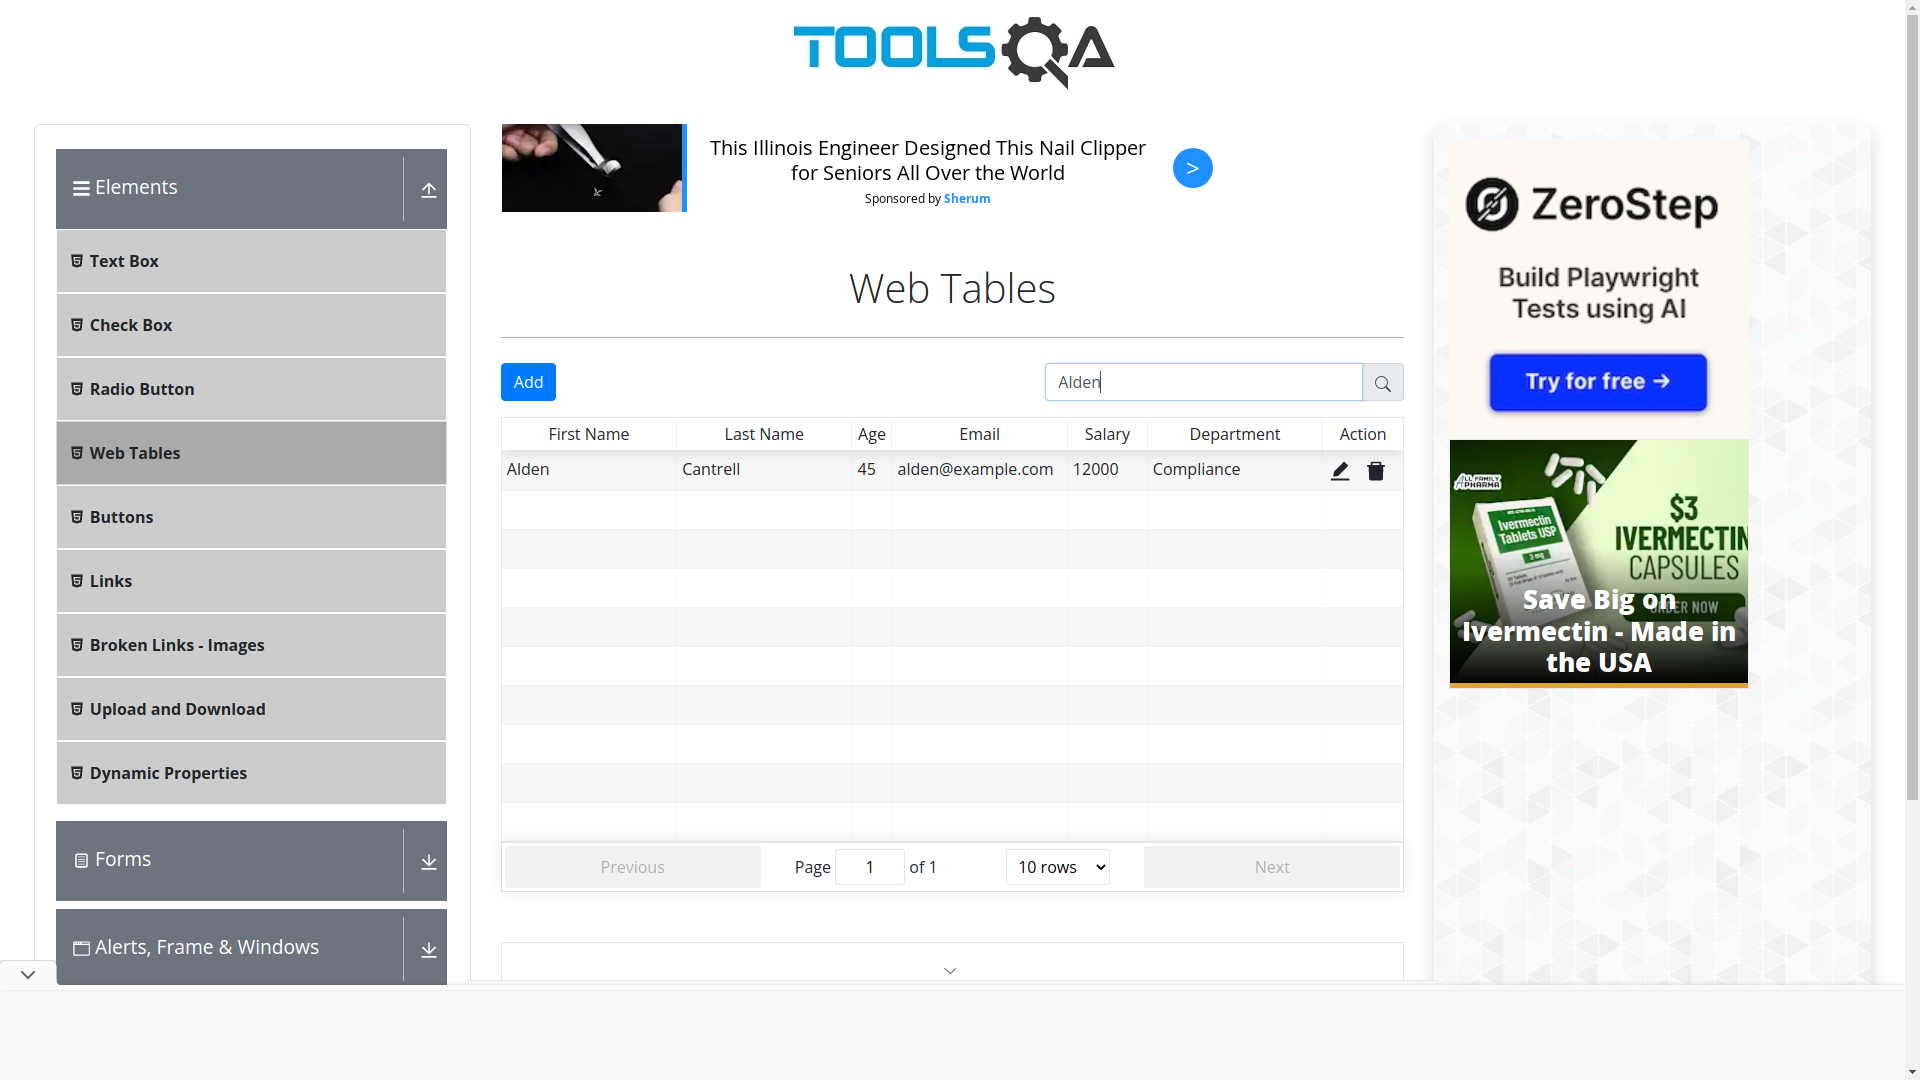 TOOLSQA
Elements
Text Box
Check Box
Radio Button
Web Tables
Buttons
Links
Broken Links - Images
Upload and Download
Dynamic Properties
Forms
Alerts, Frame & Windows
This Illinois Engineer Designed This Nail Clipper
for Seniors All Over the World
Sponsored by Sherum
>
Web Tables
Add
Alden
First Name Last Name Age Email Salary Department Action
Alden Cantrell 45 alden@example.com 12000 Compliance
Previous Page 1 of 1 10 rows Next
ZeroStep
Build Playwright
Tests using AI
Try for free →
ALL FAMILY
PHARMA
Ivermectin
Tablets USP
3 mg
$3
IVERMECTIN
CAPSULES
ORDER NOW
Save Big on
Ivermectin - Made in
the USA